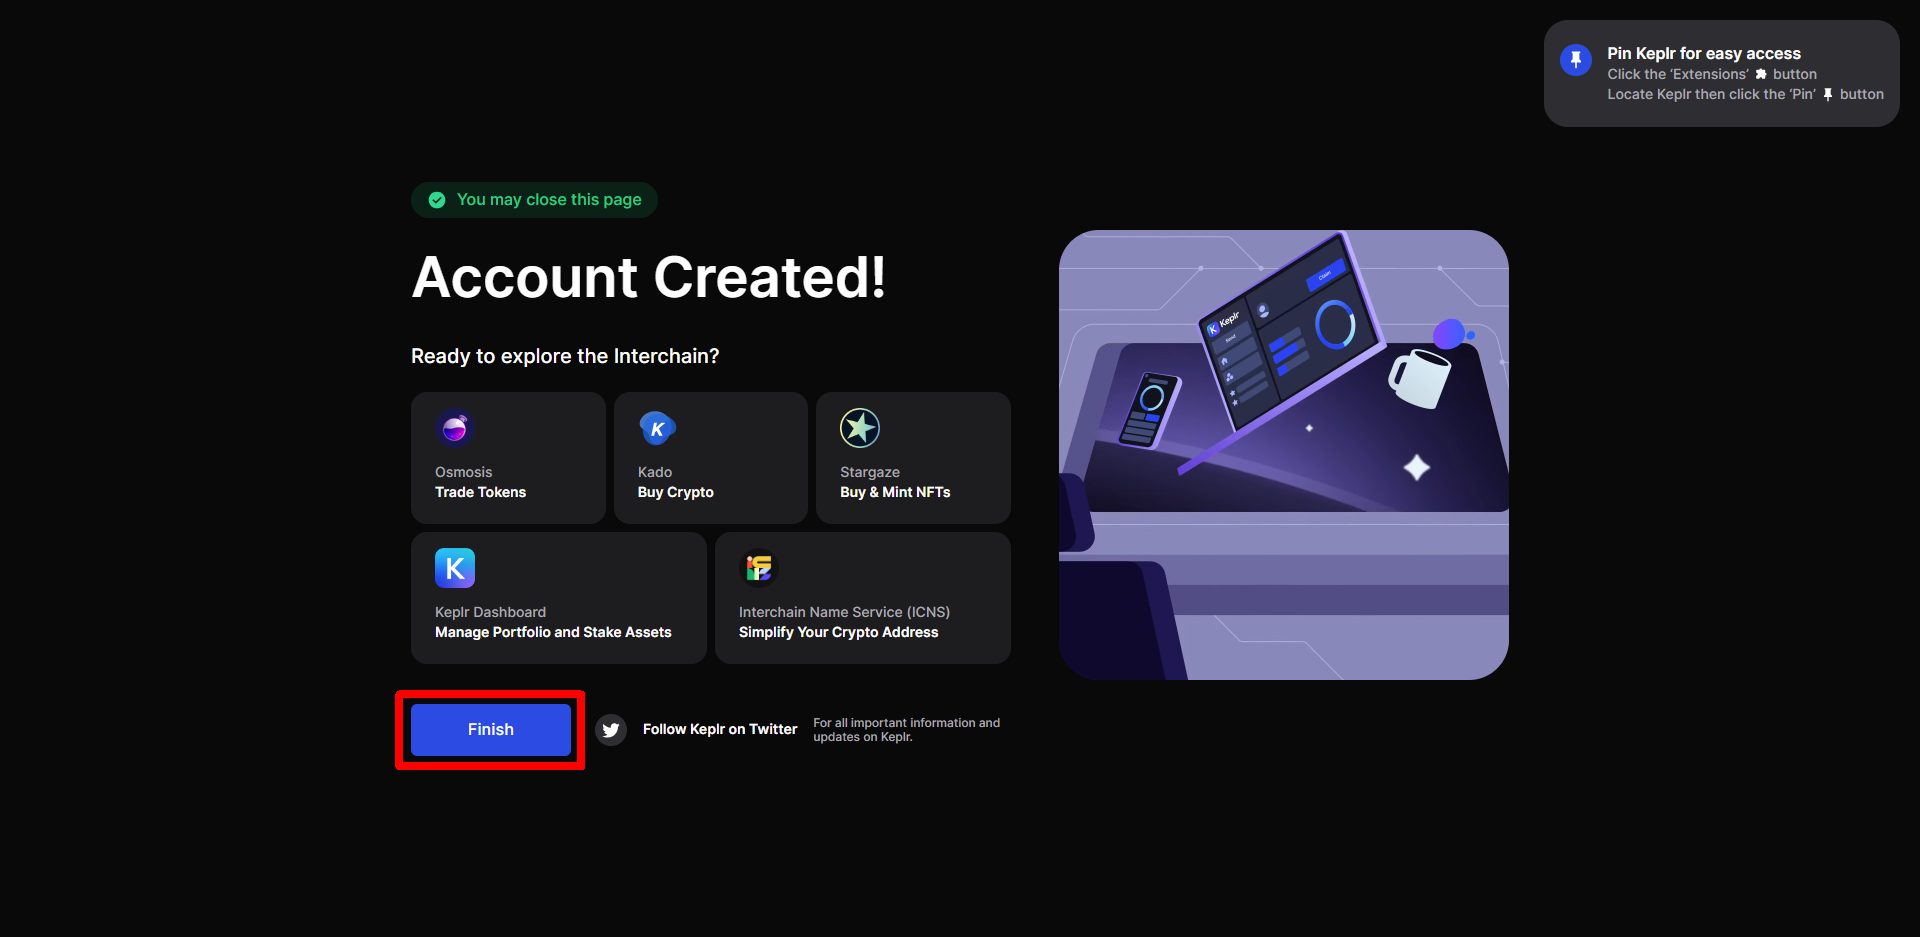 Pin Keplr for easy access
Click the ‘Extensions’ button
Locate Keplr then click the ‘Pin’ button
You may close this page
Account Created!
Ready to explore the Interchain?
Osmosis
Trade Tokens
K
Kado
Buy Crypto
Stargaze
Buy & Mint NFTs
K
Keplr Dashboard
Manage Portfolio and Stake Assets
Interchain Name Service (ICNS)
Simplify Your Crypto Address
Finish
Follow Keplr on Twitter
For all important information and
updates on Keplr.
K Keplr
Send
Claim